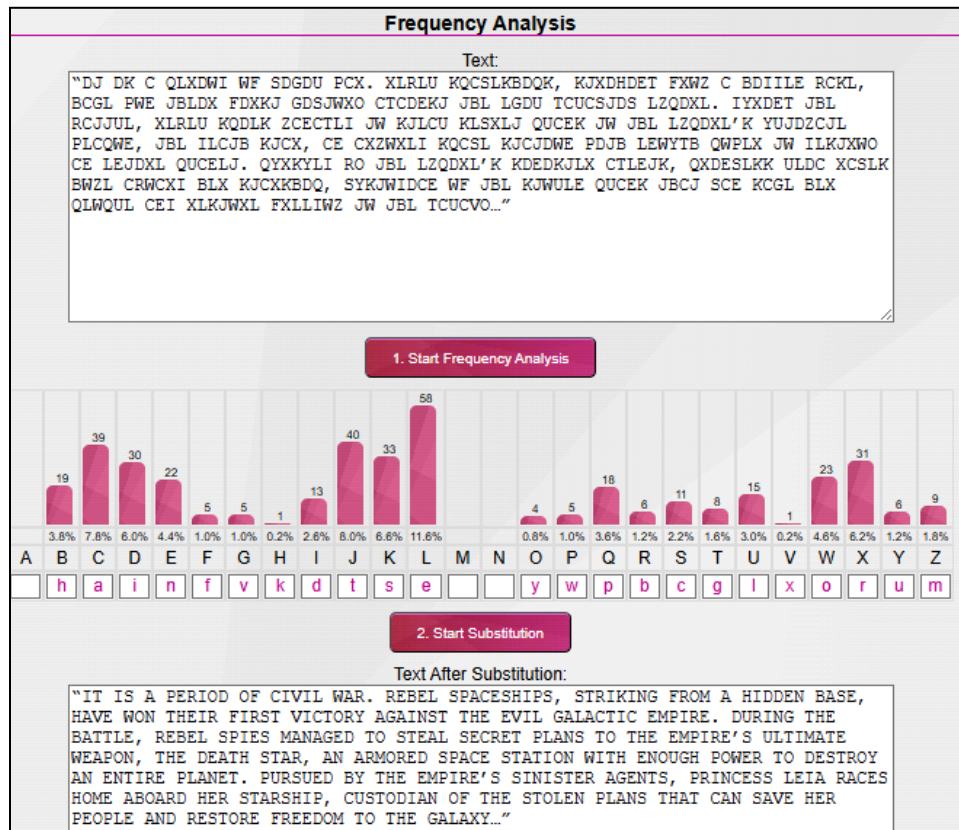 Frequency Analysis
Text:
“DJ DK C QLXDWI WF SDGDU PCX. XLRLU KQCSLKBDQK, KJXDHDET FXWZ C BDIILE RCKL,
BCGL PWE JBLDX FDXKJ GDSJWXO CTCDEKJ JBL LGDU TCUCSJDS LZQDXL. IYXDET JBL
RCJJUL, XLRLU KQDLK ZCECTLI JW KJLCU KLSXLJ QUCEK JW JBL LZQDXL’K YUJDZCJL
PLCQWE, JBL ILCJB KJCX, CE CXZWXLI KQCSL KJCJDWE PDJB LEWYTB QWPLX JW ILKJXWO
CE LEJDXL QUCELJ. QYXKYLI RO JBL LZQDXL’K KDEDKJLX CTLEJK, QXDESLKK ULDC XCSLK
BWZL CRWCXI BLX KJCXKBDQ, SYKJWIDCE WF JBL KJWULE QUCEK JBCJ SCE KCGL BLX
QLWQUL CEI XLKJWXL FXLLIWZ JW JBL TCUCVO…”
1. Start Frequency Analysis
58
40
39
33
31
30
23
22
19
18
15
13
11
9
8
6
6
5
5
5
4
1
1
3.8% 7.8% 6.0% 4.4% 1.0% 1.0% 0.2% 2.6% 8.0% 6.6% 11.6% 0.8% 1.0% 3.6% 1.2% 2.2% 1.6% 3.0% 0.2% 4.6% 6.2% 1.2% 1.8%
A B C D E F G H I J K L M N O P Q R S T U V W X Y Z
h a i n f v k d t s e y w p b c g l x o r u m
2. Start Substitution
Text After Substitution:
“IT IS A PERIOD OF CIVIL WAR. REBEL SPACESHIPS, STRIKING FROM A HIDDEN BASE,
HAVE WON THEIR FIRST VICTORY AGAINST THE EVIL GALACTIC EMPIRE. DURING THE
BATTLE, REBEL SPIES MANAGED TO STEAL SECRET PLANS TO THE EMPIRE’S ULTIMATE
WEAPON, THE DEATH STAR, AN ARMORED SPACE STATION WITH ENOUGH POWER TO DESTROY
AN ENTIRE PLANET. PURSUED BY THE EMPIRE’S SINISTER AGENTS, PRINCESS LEIA RACES
HOME ABOARD HER STARSHIP, CUSTODIAN OF THE STOLEN PLANS THAT CAN SAVE HER
PEOPLE AND RESTORE FREEDOM TO THE GALAXY…”